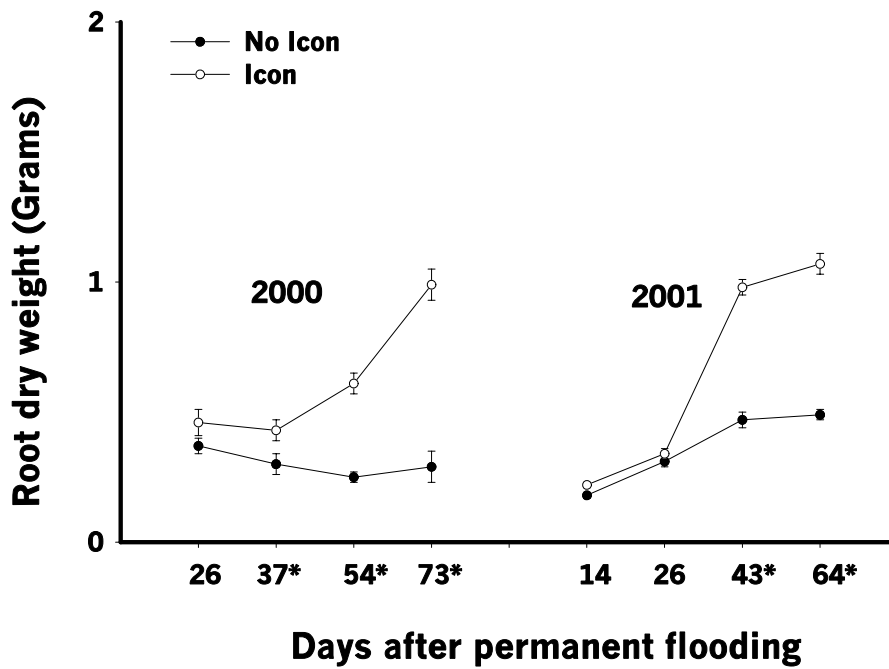 2
No Icon
Icon
Root dry weight (Grams)
1
2000
2001
0
26 37* 54* 73* 14 26 43* 64*
Days after permanent flooding